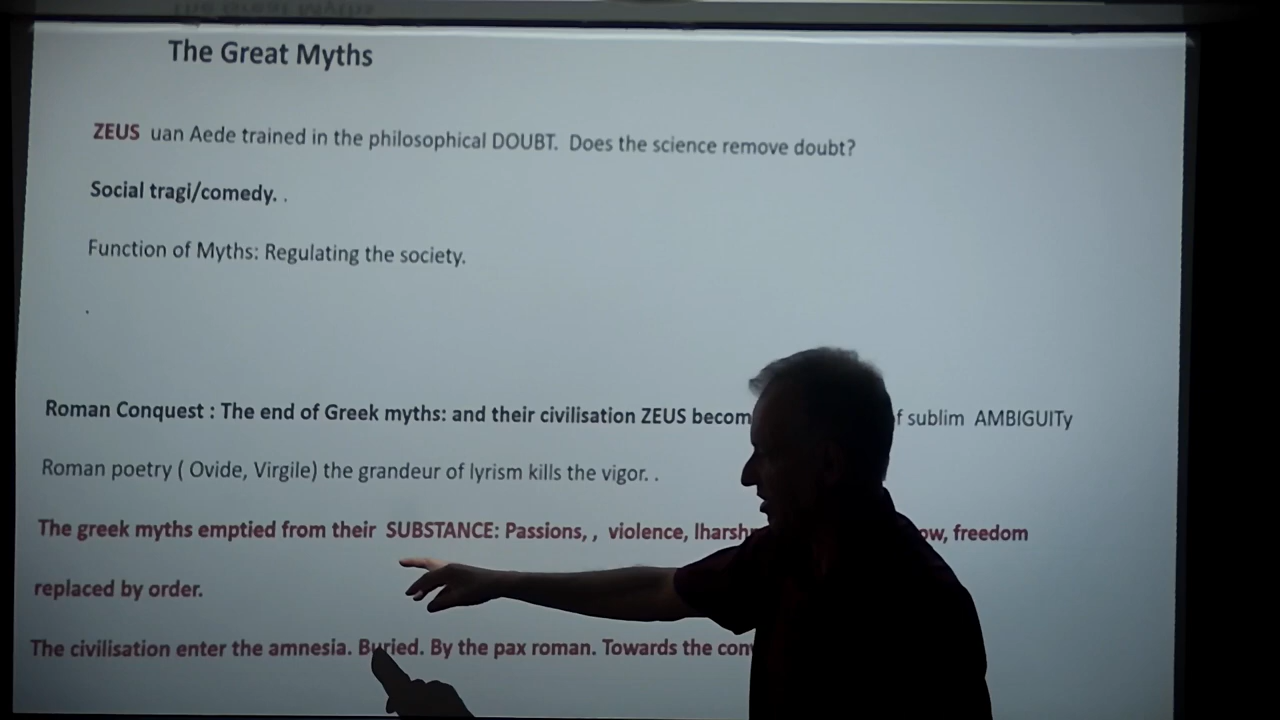 The Great Myths
ZEUS uan Aede trained in the philosophical DOUBT. Does the science remove doubt?
Social tragi/comedy. .
Function of Myths: Regulating the society.
.
Roman Conquest : The end of Greek myths: and their civilisation ZEUS becom f sublim AMBIGUITy
Roman poetry ( Ovide, Virgile) the grandeur of lyrism kills the vigor. .
The greek myths emptied from their SUBSTANCE: Passions, , violence, lharsh ow, freedom
replaced by order.
The civilisation enter the amnesia. Buried. By the pax roman. Towards the con